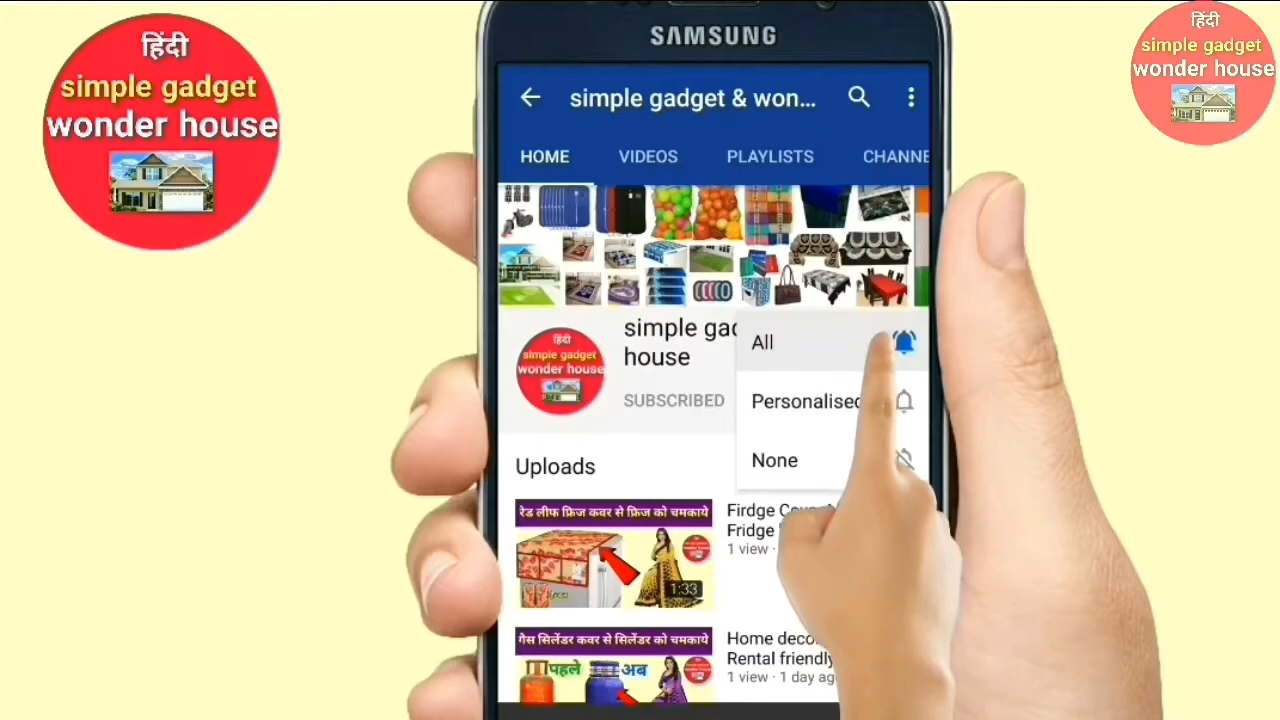 हिंदी
simple gadget
wonder house
हिंदी
simple gadget
wonder house
SAMSUNG
simple gadget & won...
HOME
VIDEOS
PLAYLISTS
CHANNE
simple gad
house
SUBSCRIBED
हिंदी
simple gadget
wonder house
All
Personalised
None
Uploads
रेड लीफ फ्रिज कवर से फ्रिज को चमकाये
1:33
Firdge
Fridge
1 view ·
गैस सिलेंडर कवर से सिलेंडर को चमकाये
पहले
अब
Home deco
Rental friendly
1 view · 1 day ag